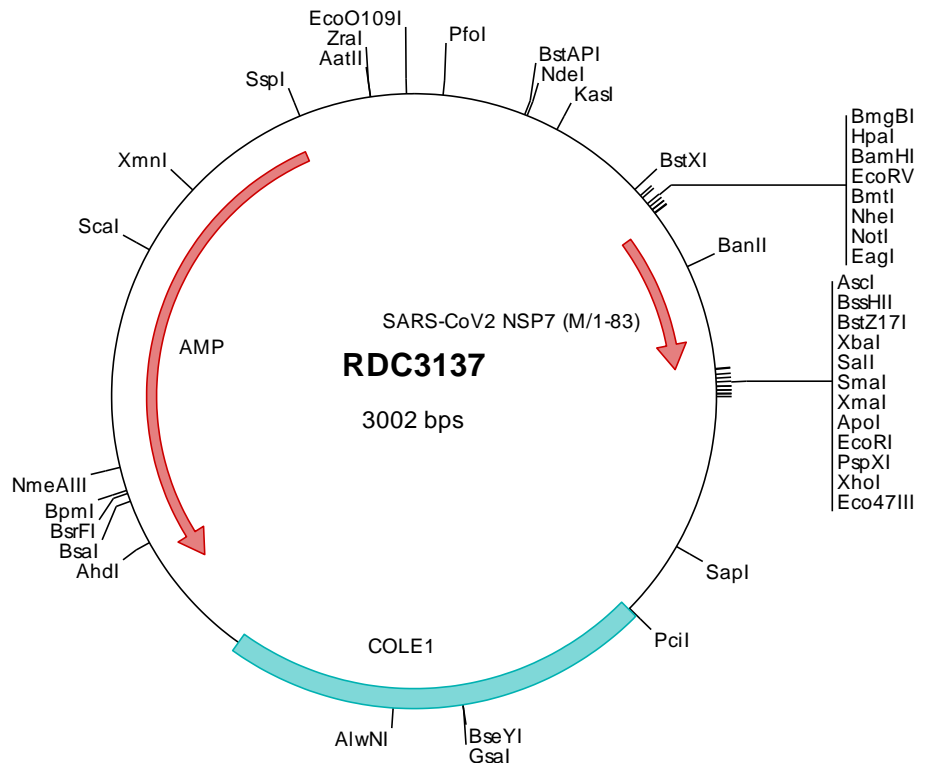 EcoO109I
ZraI
AatII
SspI
XmnI
ScaI
PfoI
BstAPI
NdeI
KasI
BstXI
BmgBI
HpaI
BamHI
EcoRV
BmtI
NheI
NotI
EagI
BanII
AscI
BssHII
BstZ17I
XbaI
SalI
SmaI
XmaI
ApoI
EcoRI
PspXI
XhoI
Eco47III
SARS-CoV2 NSP7 (M/1-83)
AMP
RDC3137
3002 bps
NmeAIII
BpmI
BsrFI
BsaI
AhdI
SapI
PciI
COLE1
AlwNI
BseYI
GsaI